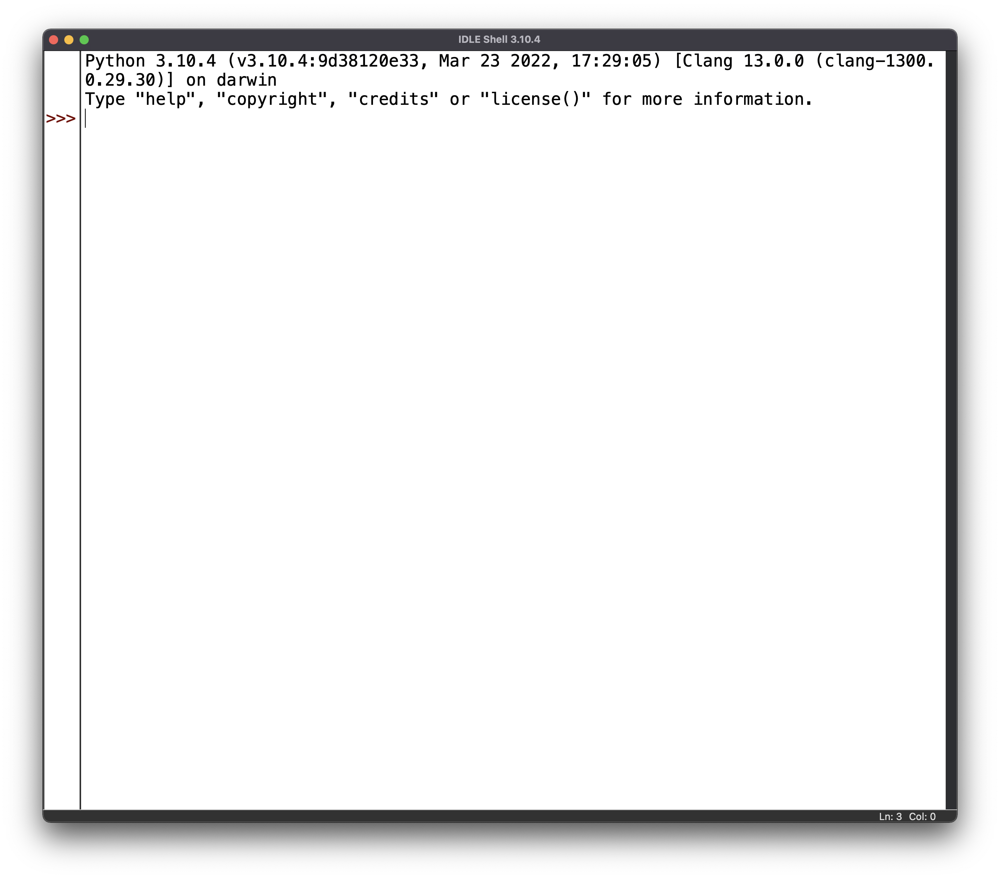 IDLE Shell 3.10.4
Python 3.10.4 (v3.10.4:9d38120e33, Mar 23 2022, 17:29:05) [Clang 13.0.0 (clang-1300.
0.29.30)] on darwin
Type "help", "copyright", "credits" or "license()" for more information.
>>>
Ln: 3 Col: 0